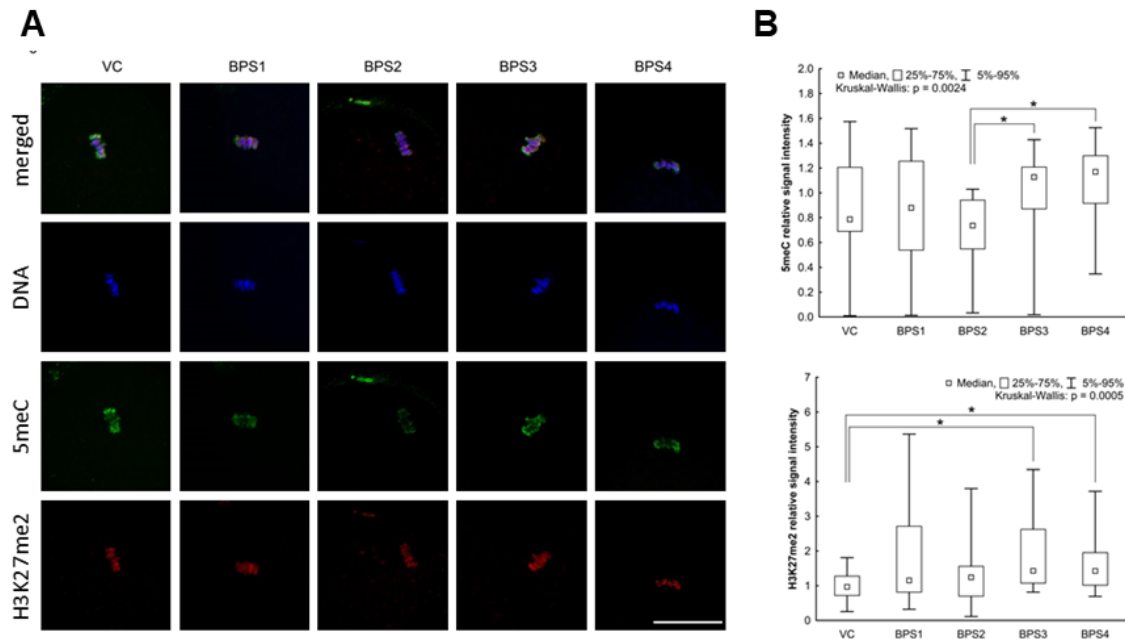 A
B
VC BPS1 BPS2 BPS3 BPS4
merged
DNA
5meC
H3K27me2
Median, 25%-75%, 5%-95%
Kruskal-Wallis: p = 0.0024
5meC relative signal intensity
2.0
1.8
1.6
1.4
1.2
1.0
0.8
0.6
0.4
0.2
0.0
*
*
VC BPS1 BPS2 BPS3 BPS4
Median, 25%-75%, 5%-95%
Kruskal-Wallis: p = 0.0005
H3K27me2 relative signal intensity
7
6
5
4
3
2
1
0
*
*
VC BPS1 BPS2 BPS3 BPS4